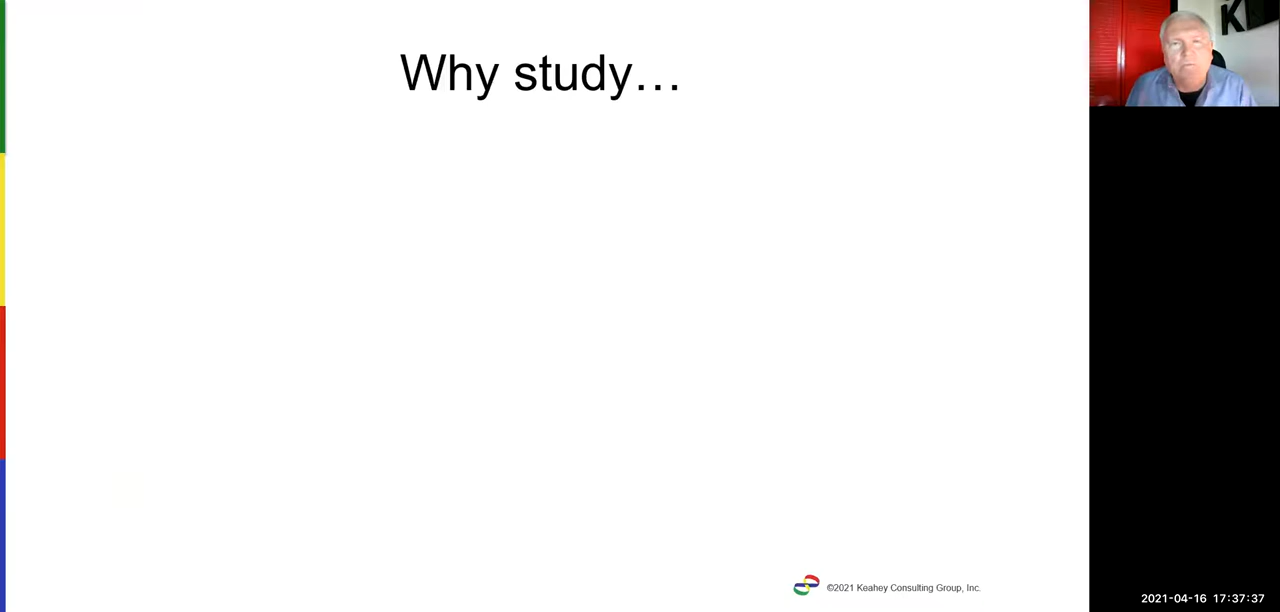 Why study…
©2021 Keahey Consulting Group, Inc.
2021-04-16 17:37:37